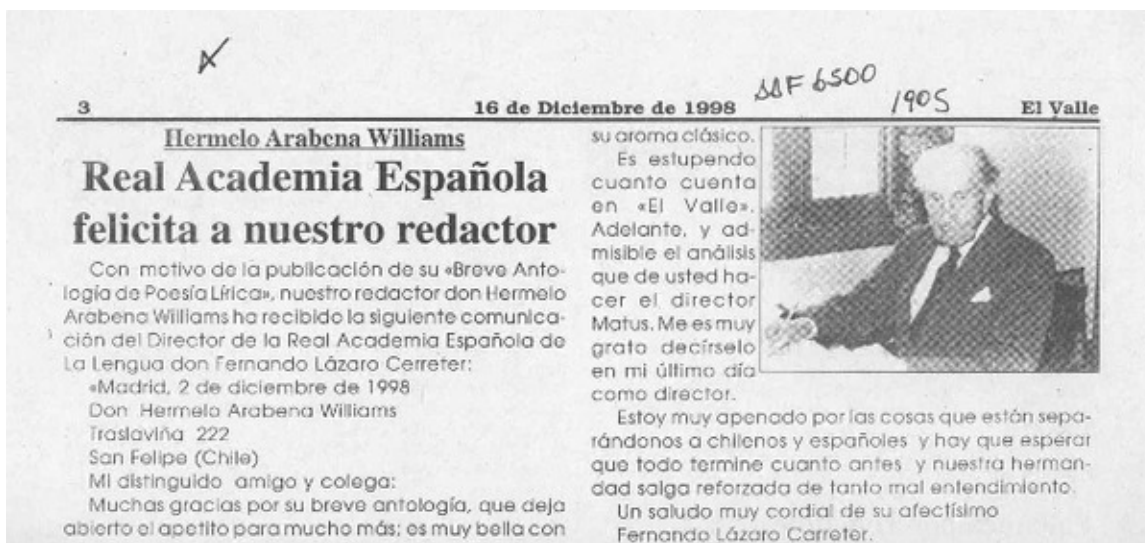 3
16 de Diciembre de 1998
AAF 6500
1905
El Valle
Hermelo Arabena Williams
Real Academia Española
felicita a nuestro redactor
Con motivo de la publicación de su «Breve Anto-
logía de Poesía Lírica», nuestro redactor don Hermelo
Arabena Williams ha recibido la siguiente comunica-
ción del Director de la Real Academia Española de
La Lengua don Fernando Lázaro Cerreter:
«Madrid, 2 de diciembre de 1998
Don Hermelo Arabena Williams
Traslaviña 222
San Felipe (Chile)
Mi distinguido amigo y colega:
Muchas gracias por su breve antología, que deja
abierto el apetito para mucho más; es muy bella con
su aroma clásico.
Es estupendo
cuanto cuenta
en «El Valle».
Adelante, y ad-
misible el análisis
que de usted ha-
cer el director
Matus. Me es muy
grato decírselo
en mi último día
como director.
Estoy muy apenado por las cosas que están sepa-
rándonos a chilenos y españoles y hay que esperar
que todo termine cuanto antes y nuestra herman-
dad salga reforzada de tanto mal entendimiento.
Un saludo muy cordial de su afectísimo
Fernando Lázaro Carreter.